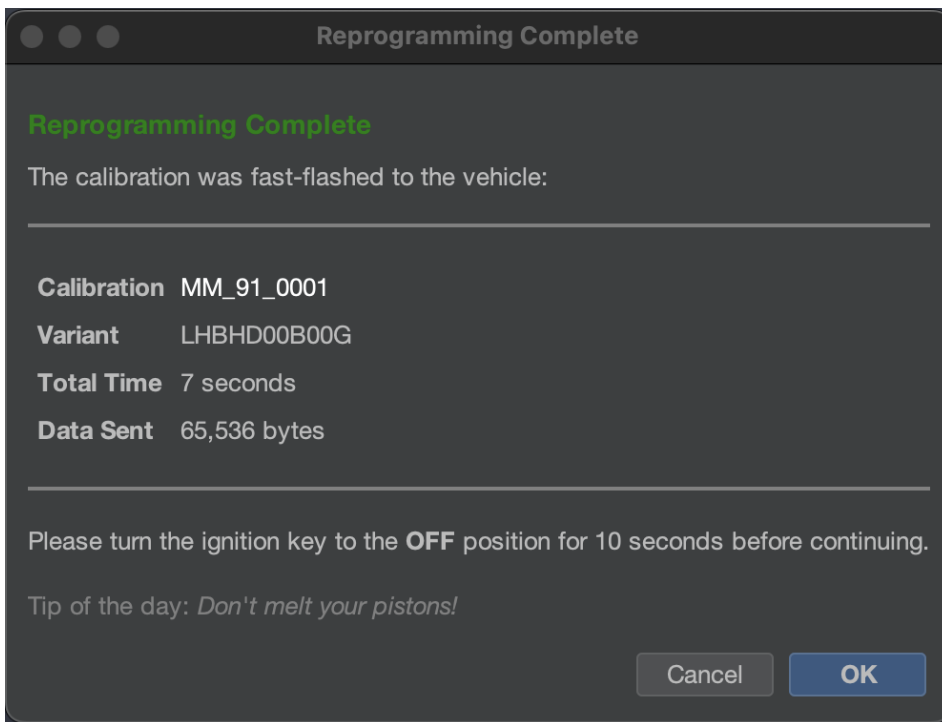 Reprogramming Complete
Reprogramming Complete
The calibration was fast-flashed to the vehicle:
Calibration MM_91_0001
Variant LHBHD00B00G
Total Time 7 seconds
Data Sent 65,536 bytes
Please turn the ignition key to the OFF position for 10 seconds before continuing.
Tip of the day: Don't melt your pistons!
Cancel OK